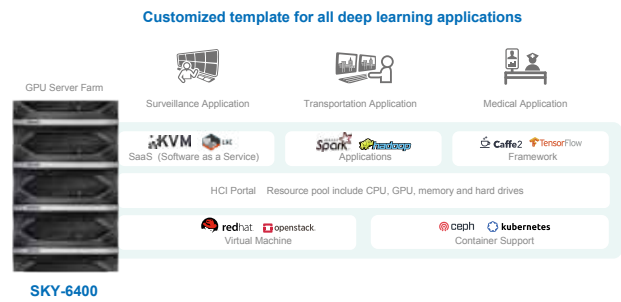 Customized template for all deep learning applications
GPU Server Farm
Surveillance Application
Transportation Application
Medical Application
KVM
LXC
SaaS (Software as a Service)
Spark
hadoop
Applications
Caffe2
TensorFlow
Framework
HCI Portal Resource pool include CPU, GPU, memory and hard drives
redhat.
openstack.
Virtual Machine
ceph
kubernetes
Container Support
SKY-6400